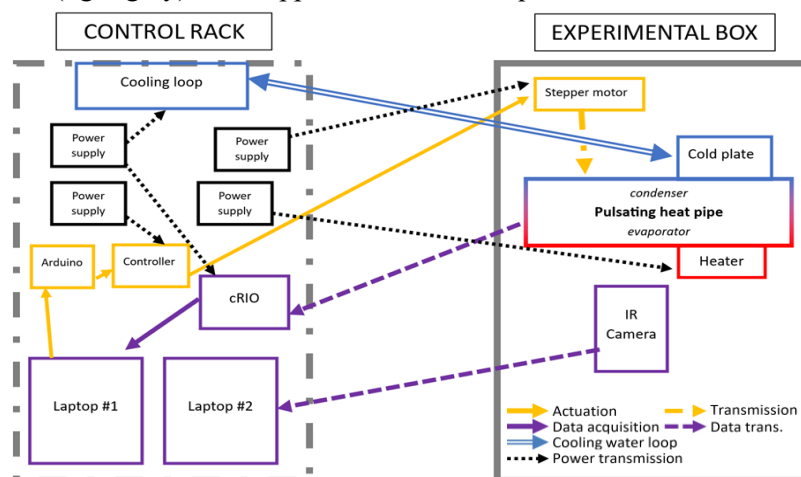 CONTROL RACK
EXPERIMENTAL BOX
Cooling loop
Stepper motor
Power
supply
Power
supply
Cold plate
Power
supply
Power
supply
condenser
Pulsating heat pipe
evaporator
Arduino
Controller
Heater
cRIO
IR
Camera
Laptop #1
Laptop #2
Actuation
Transmission
Data acquisition
Data trans.
Cooling water loop
Power transmission